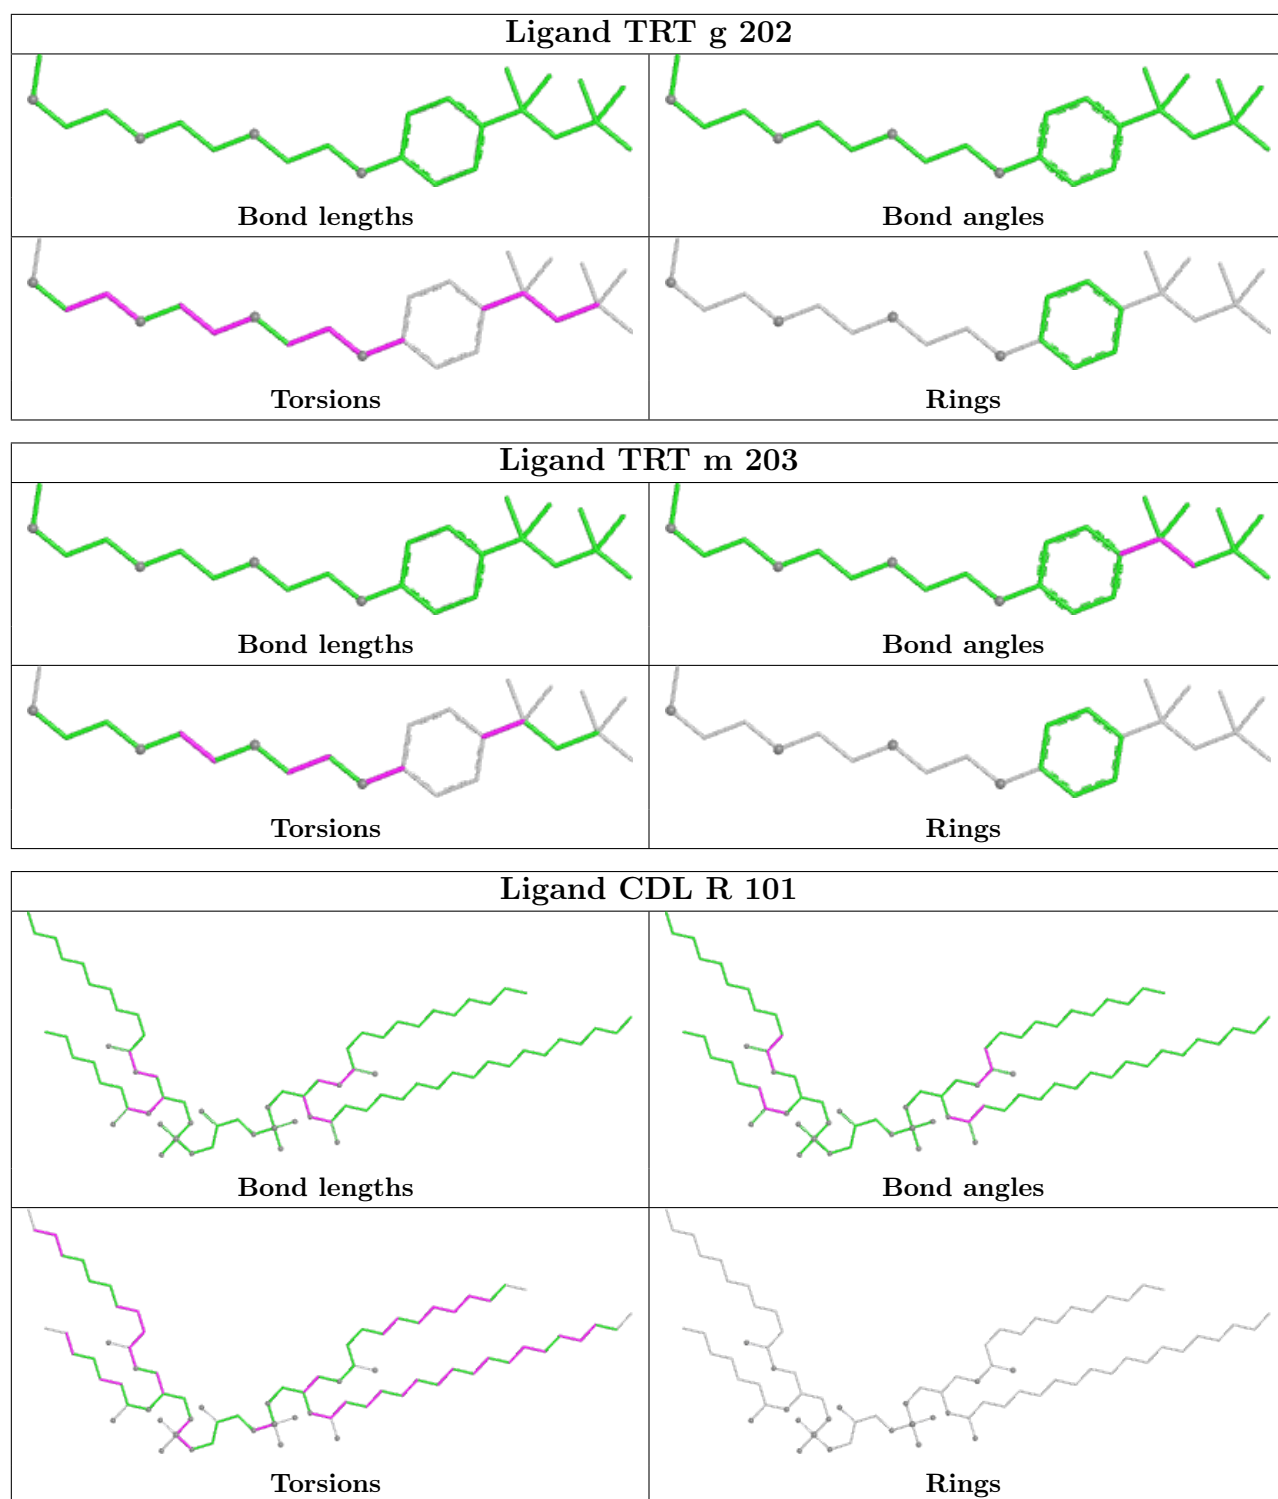 Ligand TRT g 202
Bond lengths
Bond angles
Torsions
Rings
Ligand TRT m 203
Bond lengths
Bond angles
Torsions
Rings
Ligand CDL R 101
Bond lengths
Bond angles
Torsions
Rings